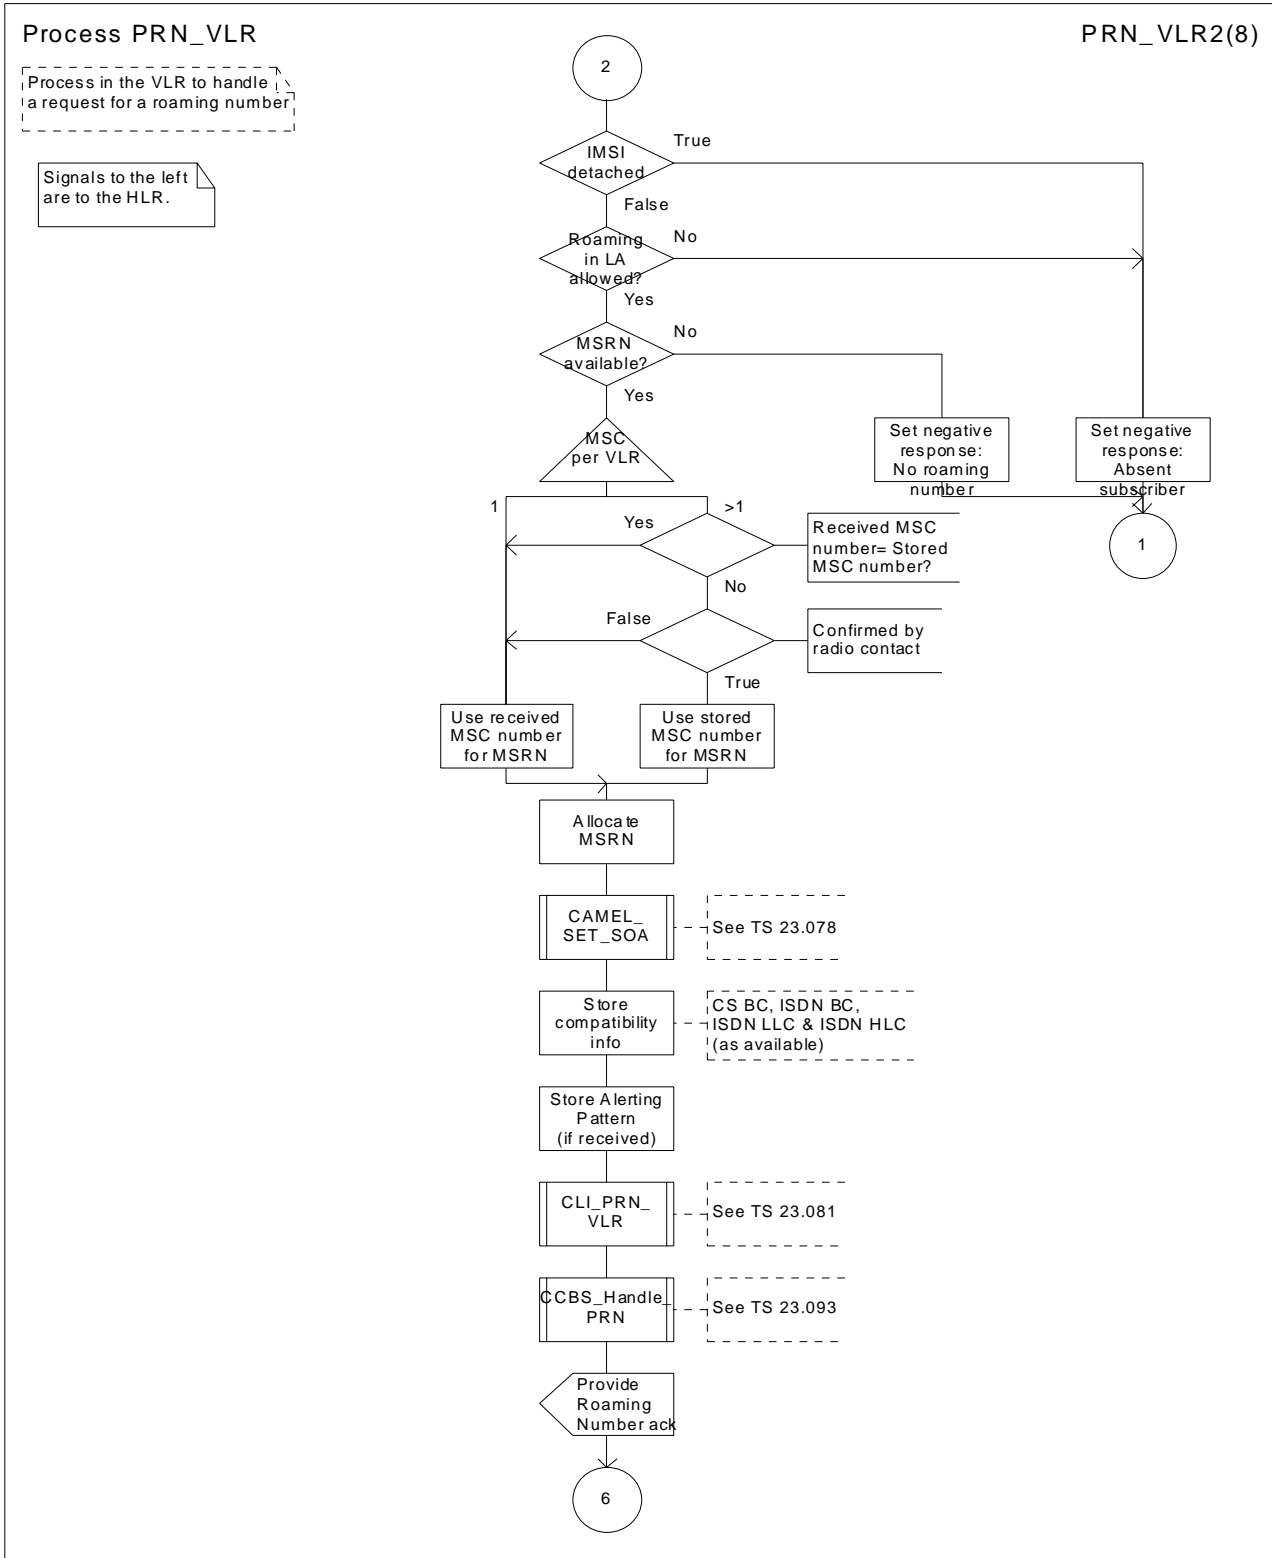 Process PRN_VLR
PRN_VLR2(8)
Process in the VLR to handle
a request for a roaming number
2
Signals to the left
are to the HLR.
IMSI
detached
True
False
Roaming
in LA
allowed?
No
Yes
MSRN
available?
No
Yes
MSC
per VLR
Set negative
response:
No roaming
number
Set negative
response:
Absent
subscriber
1
>1
Yes
Received MSC
number= Stored
MSC number?
1
No
False
Confirmed by
radio contact
True
Use received
MSC number
for MSRN
Use stored
MSC number
for MSRN
Allocate
MSRN
CAMEL_
SET_SOA
See TS 23.078
Store
compatibility
info
CS BC, ISDN BC,
ISDN LLC & ISDN HLC
(as available)
Store Alerting
Pattern
(if received)
CLI_PRN_
VLR
See TS 23.081
CCBS_Handle_
PRN
See TS 23.093
Provide
Roaming
Number ack
6